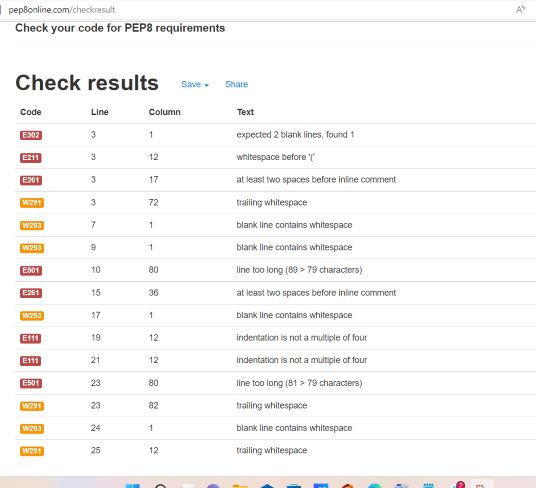 pep8online.com/checkresult
Check your code for PEP8 requirements
Check results Save Share
Code Line Column Text
E302 3 1 expected 2 blank lines, found 1
E211 3 12 whitespace before '('
E261 3 17 at least two spaces before inline comment
W291 3 72 trailing whitespace
W293 7 1 blank line contains whitespace
W293 9 1 blank line contains whitespace
E501 10 80 line too long (89 > 79 characters)
E261 15 36 at least two spaces before inline comment
W293 17 1 blank line contains whitespace
E111 19 12 indentation is not a multiple of four
E111 21 12 indentation is not a multiple of four
E501 23 80 line too long (81 > 79 characters)
W291 23 82 trailing whitespace
W293 24 1 blank line contains whitespace
W291 25 12 trailing whitespace